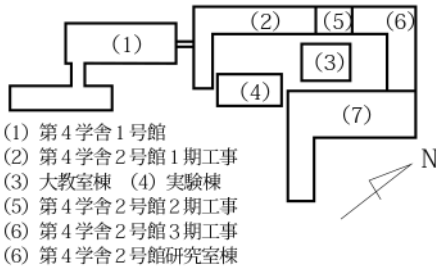 (1)
(2)
(5)
(6)
(3)
(4)
(7)
N
(1) 第４学舎１号館
(2) 第４学舎２号館１期工事
(3) 大教室棟 (4) 実験棟
(5) 第４学舎２号館２期工事
(6) 第４学舎２号館３期工事
(6) 第４学舎２号館研究室棟